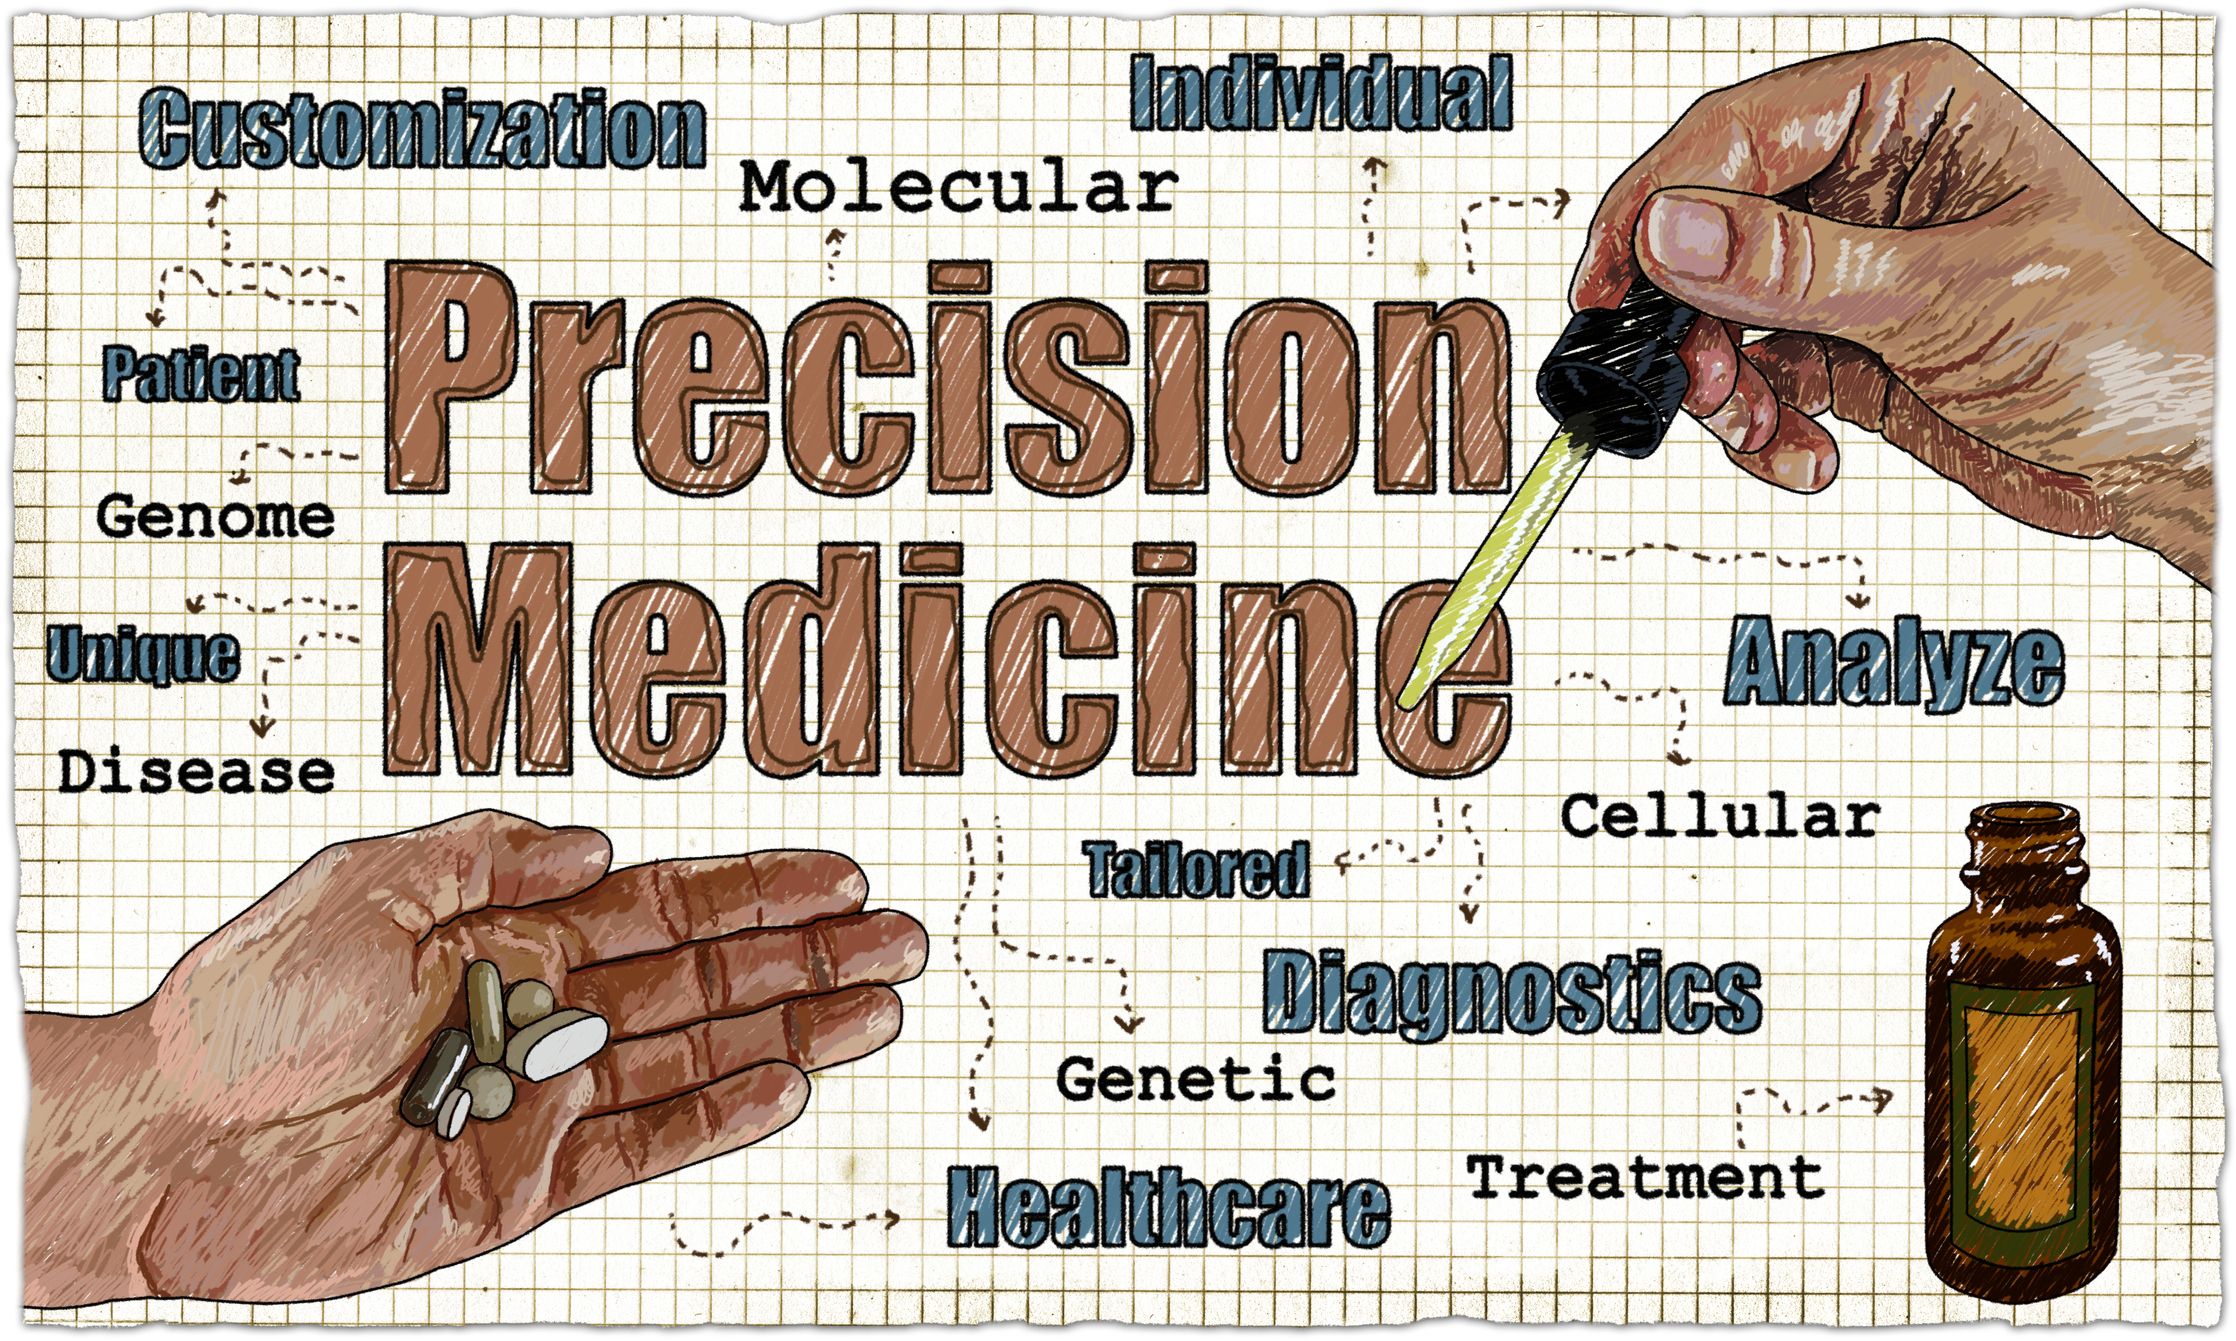 Customization
Individual
Molecular
Precision
Medicine
Patient
Genome
Unique
Disease
Analyze
Cellular
Tailored
Diagnostics
Genetic
Treatment
Healthcare